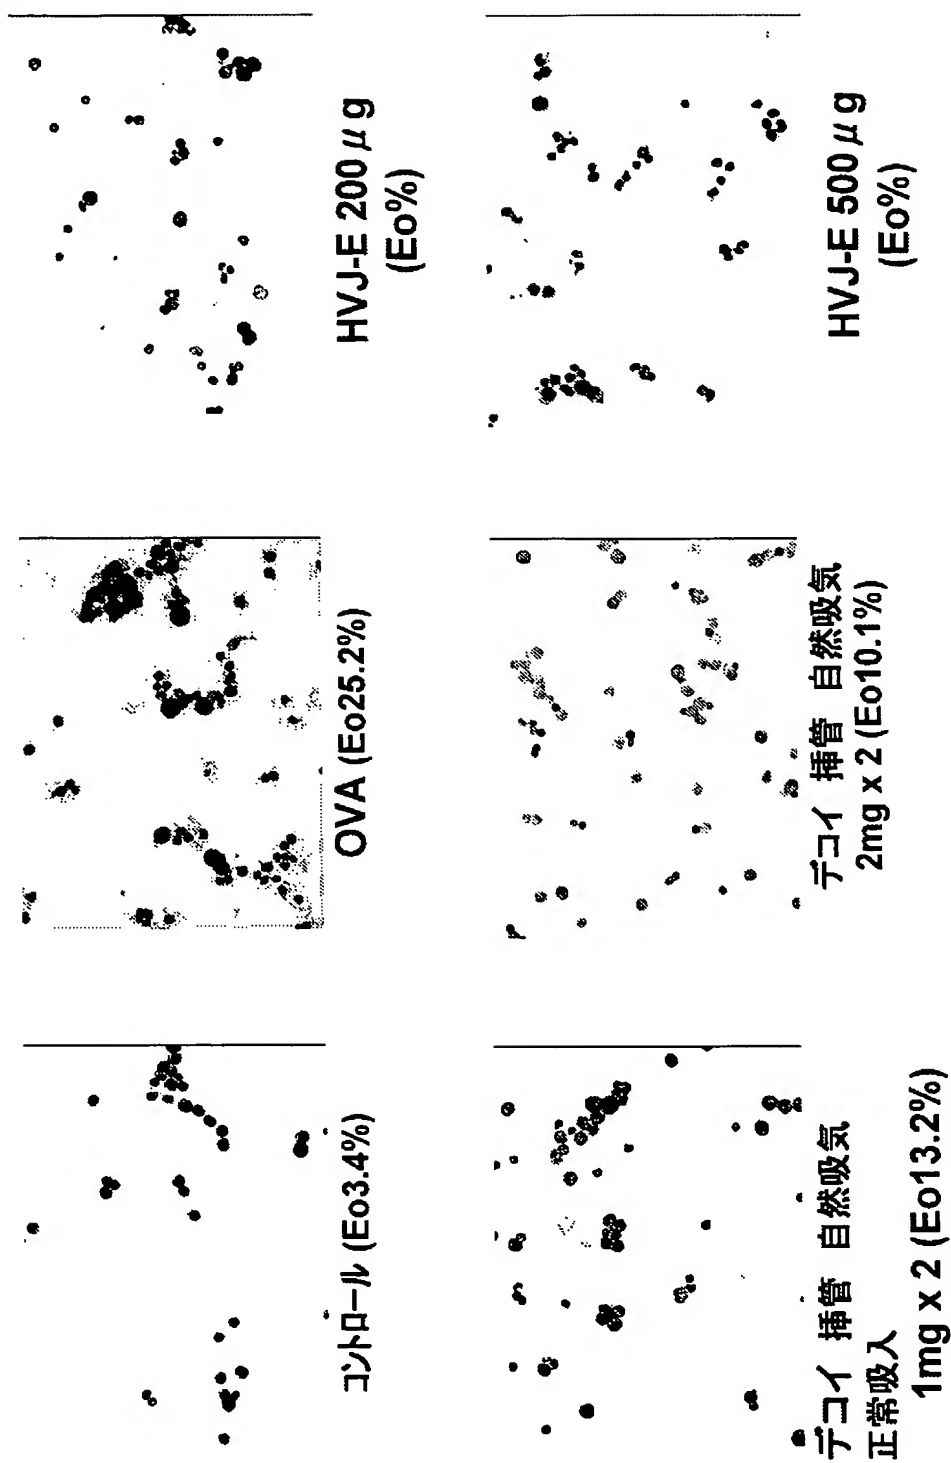 コントロール (Eo3.4%)
OVA (Eo25.2%)
HVJ-E 200μg
(Eo%)
デコイ 挿管 自然吸気
正常吸入
1mg x 2 (Eo13.2%)
デコイ 挿管 自然吸気
2mg x 2 (Eo10.1%)
HVJ-E 500μg
(Eo%)